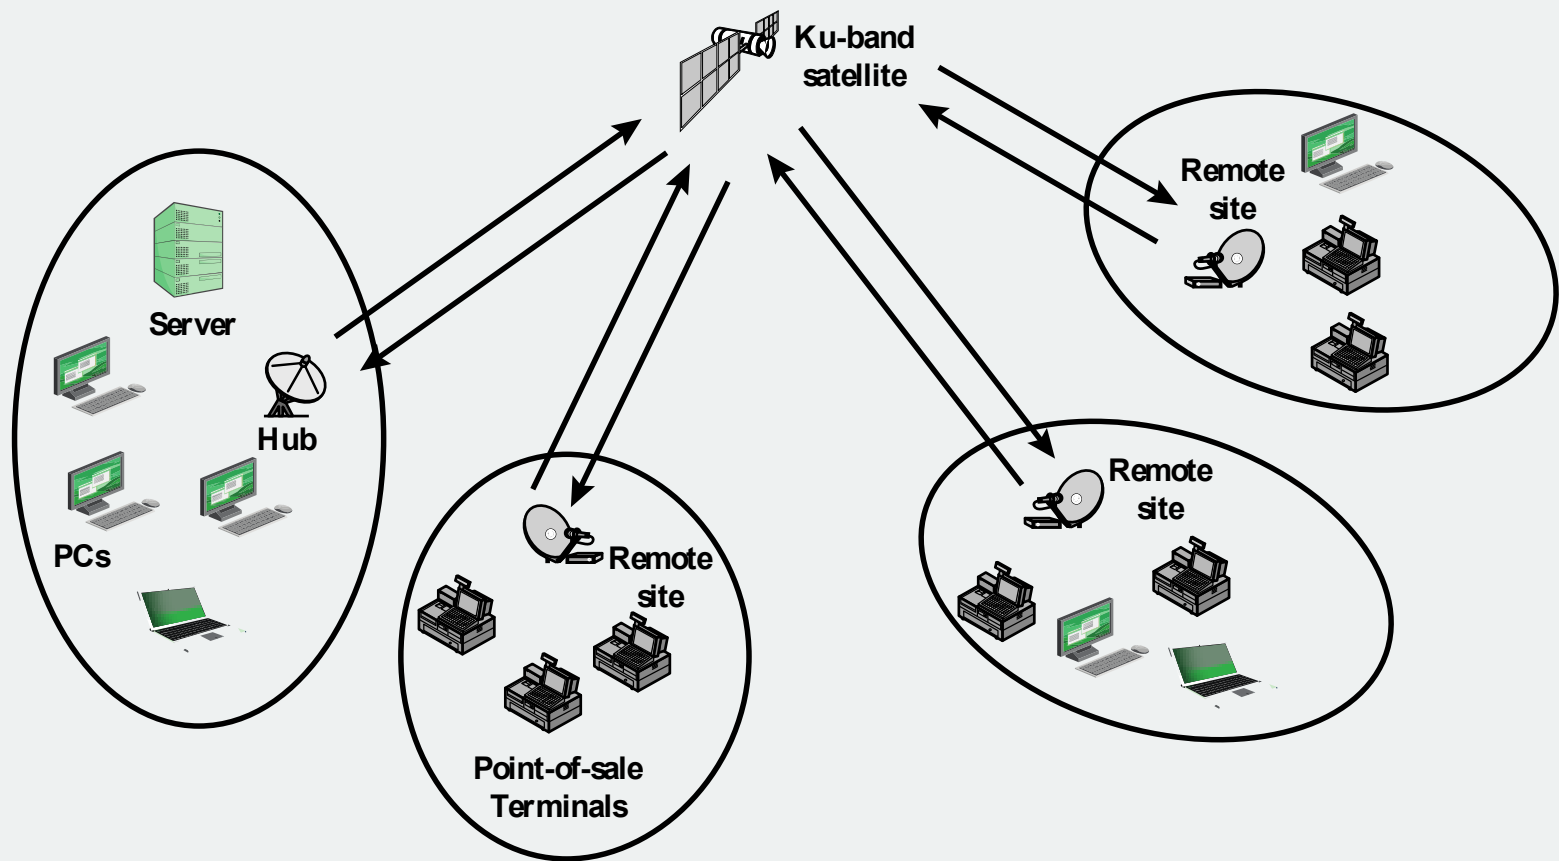 Ku-band
satellite
Remote
site
Server
Hub
PCs
Remote
site
Remote
site
Point-of-sale
Terminals